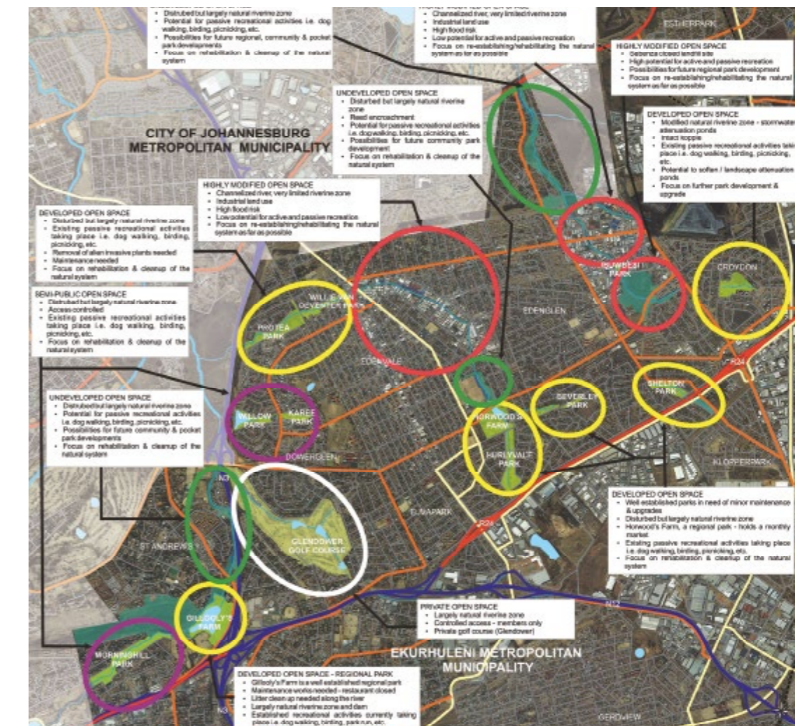 • Distrubed but largely natural riverine zone
• Potential for passive recreational activities i.e. dog
walking, birding, picnicking, etc.
• Possibilities for future regional, community & pocket
park developments
• Focus on rehabilitation & cleanup of the natural
system
• Channelized river, very limited riverine zone
• Industrial land use
• High flood risk
• Low potential for active and passive recreation
• Focus on re-establishing/rehabilitating the natural
system as far as possible
ESTHERPARK
HIGHLY MODIFIED OPEN SPACE
• Sebenza closed landfill site
• High potential for active and passive recreation
• Possibilities for future regional park development
• Focus on re-establishing/rehabilitating the natural
system as far as possible
UNDEVELOPED OPEN SPACE
• Disturbed but largely natural riverine
zone
• Reed encroachment
• Potential for passive recreational activities
i.e. dog walking, birding, picnicking, etc.
• Possibilities for future community park
development
• Focus on rehabilitation & cleanup of the
natural system
DEVELOPED OPEN SPACE
• Modified natural riverine zone - stormwater
attenuation ponds
• Intact koppie
• Existing passive recreational activities
place i.e. dog walking, birding, picnicking,
etc.
• Potential to soften / landscape attenuation
ponds
• Focus on further park development &
upgrade
CITY OF JOHANNESBURG
METROPOLITAN MUNICIPALITY
HIGHLY MODIFIED OPEN SPACE
• Channelized river, very limited riverine zone
• Industrial land use
• High flood risk
• Low potential for active and passive recreation
• Focus on re-establishing/rehabilitating the natural
system as far as possible
DEVELOPED OPEN SPACE
• Disturbed but largely natural riverine zone
• Existing passive recreational activities
taking place i.e. dog walking, birding,
picnicking, etc.
• Removal of alien invasive plants needed
• Maintenance needed
• Focus on rehabilitation & cleanup of the
natural system
SEMI-PUBLIC OPEN SPACE
• Distrubed but largely natural riverine zone
• Access controlled
• Existing passive recreational activities
taking place i.e. dog walking, birding,
picnicking, etc.
• Focus on rehabilitation & cleanup of the
natural system
PARK
CROYDON
WILLIE VAN
DEVENTER PARK
PROTEA
PARK
EDENGLEN
EDENVALE
R24
SHELTON
PARK
BEVERLEY
PARK
UNDEVELOPED OPEN SPACE
• Distrubed but largely natural riverine zone
• Potential for passive recreational activities
i.e. dog walking, birding, picnicking, etc.
• Possibilities for future community & pocket
park developments
• Focus on rehabilitation & cleanup of the
natural system
WILLOW
PARK
KAREE
PARK
HORWOOD'S
FARM
HURLYVALE
PARK
DOWERGLEN
KLOPPERPARK
N3
ELMAPARK
R24
DEVELOPED OPEN SPACE
• Well established parks in need of minor maintenance
& upgrades
• Disturbed but largely natural riverine zone
• Horwood's Farm, a regional park - holds a monthly
market
• Existing passive recreational activities taking place
i.e. dog walking, birding, picnicking, etc.
• Focus on rehabilitation & cleanup of the natural
system
ST ANDREWS
GLENDOWER
GOLF COURSE
PRIVATE OPEN SPACE
• Largely natural riverine zone
• Controlled access - members only
• Private golf course (Glendower)
N12
GILLOOLY'S
FARM
EKURHULENI METROPOLITAN
MUNICIPALITY
MORNINGHILL
PARK
N3
DEVELOPED OPEN SPACE - REGIONAL PARK
• Gillooly's Farm is a well established regional park
• Maintenance works needed - restaurant closed
• Litter clean up needed along the river
• Largely natural riverine zone and dam
• Established recreational activities currently taking
place i.e. dog walking, birding, park run, etc.
GERDVIEW